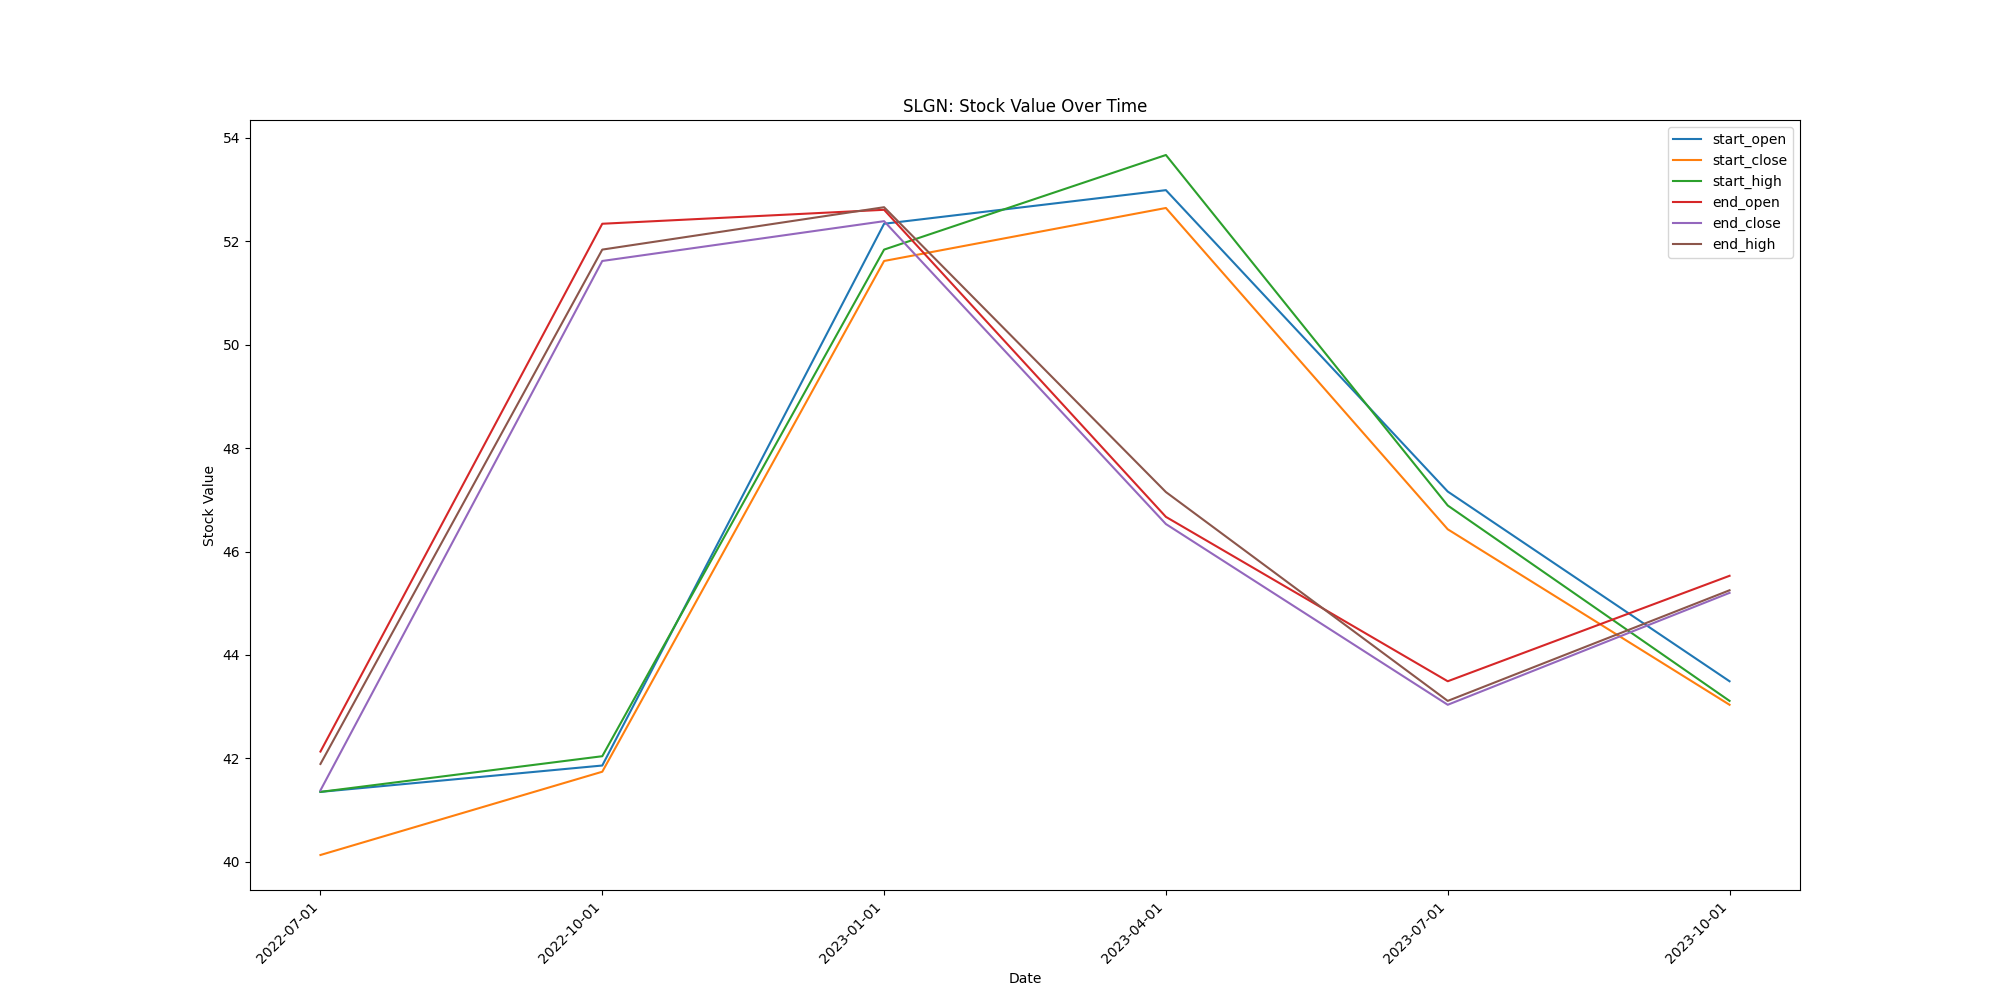 SLGN: Stock Value Over Time
54
52
50
48
46
44
42
40
Stock Value
start_open
start_close
start_high
end_open
end_close
end_high
2022-07-01
2022-10-01
2023-01-01
2023-04-01
2023-07-01
2023-10-01
Date